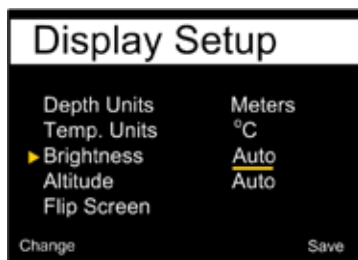 Display Setup
Depth Units Meters
Temp. Units °C
Brightness Auto
Altitude Auto
Flip Screen
Change Save